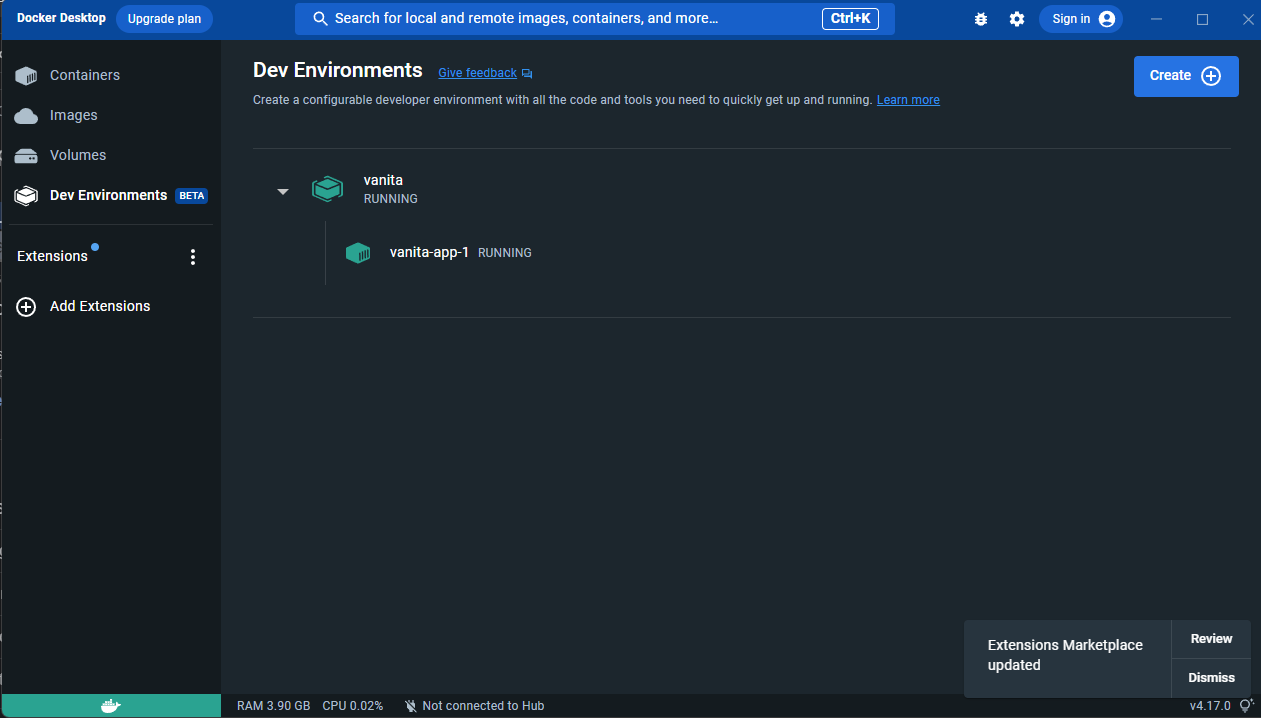 Docker Desktop Upgrade plan Search for local and remote images, containers, and more... Ctrl+K Sign in
Containers
Images
Volumes
Dev Environments BETA
Extensions
Add Extensions
Dev Environments Give feedback
Create
Create a configurable developer environment with all the code and tools you need to quickly get up and running. Learn more
vanita
RUNNING
vanita-app-1 RUNNING
Extensions Marketplace
updated
Review
Dismiss
RAM 3.90 GB CPU 0.02% Not connected to Hub v4.17.0